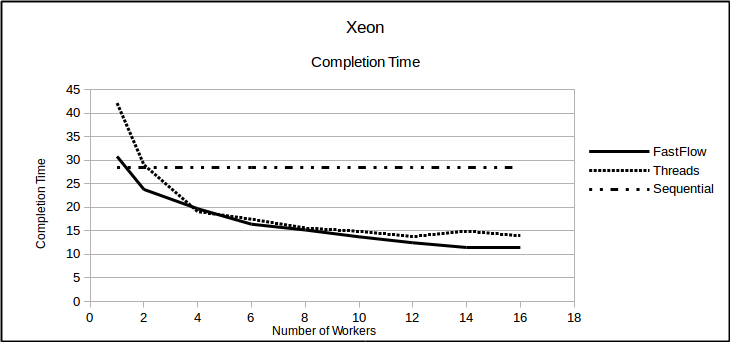 Xeon
Completion Time
45
40
35
30
25
20
15
10
5
0
Completion Time
0 2 4 6 8 10 12 14 16 18
Number of Workers
FastFlow
Threads
Sequential